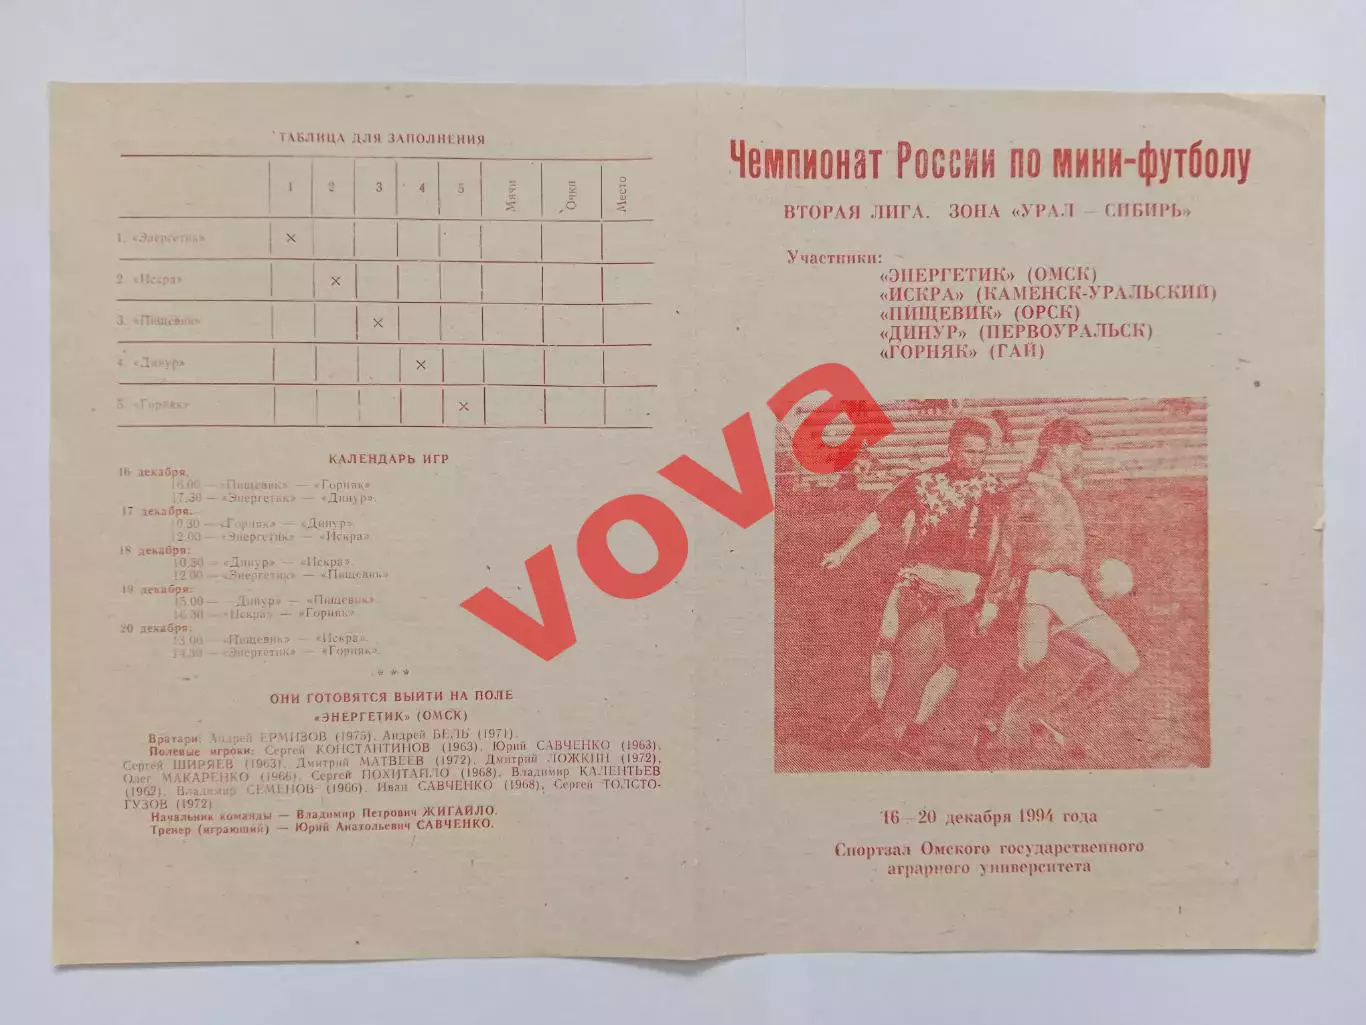 ТАБЛИЦА ДЛЯ ЗАПОЛНЕНИЯ
1 2 3 4 5 Мячи Очки Место
1. «Энергетик» ×
2 «Искра» ×
3. «Пищевик» ×
4. «Динур» ×
5. «Горняк» ×
КАЛЕНДАРЬ ИГР
16 декабря.
16.00 — «Пищевик» — «Горняк»
17.30 — «Энергетик» — «Динур».
17 декабря.
10.30 — «Горняк» — «Динур»
12.00 — «Энергетик» — «Искра»
18 декабря:
10.30 — «Динур» — «Искра»
12.00 — «Энергетик» — «Пищевик»
19 декабря:
15.00 — Динур» — «Пищевик»
16.30 — «Искра» — «Горняк».
20 декабря:
13.00 — «Пищевик» — «Искра».
14.30 — «Энергетик» — «Горняк».
* * *
ОНИ ГОТОВЯТСЯ ВЫЙТИ НА ПОЛЕ
«ЭНЕРГЕТИК» (ОМСК)
Вратари: Андрей ЕРМИЗОВ (1975). Андрей БЕЛЬ (1971).
Полевые игроки: Сергей КОНСТАНТИНОВ (1963). Юрий САВЧЕНКО (1963),
Сергей ШИРЯЕВ (1963). Дмитрий МАТВЕЕВ (1972). Дмитрий ЛОЖКИН (1972),
Олег МАКАРЕНКО (1966). Сергей ПОХИТАЙЛО (1968). Владимир КАЛЕНТЬЕВ
(1962). Владимир СЕМЕНОВ (1966). Иван САВЧЕНКО (1968), Сергей ТОЛСТО-
ГУЗОВ (1972)
Начальник команды — Владимир Петрович ЖИГАЙЛО.
Тренер (играющий) — Юрий Анатольевич САВЧЕНКО.
Чемпионат России по мини-футболу
ВТОРАЯ ЛИГА. ЗОНА «УРАЛ — СИБИРЬ»
Участники:
«ЭНЕРГЕТИК» (ОМСК)
«ИСКРА» (КАМЕНСК-УРАЛЬСКИЙ)
«ПИЩЕВИК» (ОРСК)
«ДИНУР» (ПЕРВОУРАЛЬСК)
«ГОРНЯК» (ГАЙ)
16—20 декабря 1994 года
Спортзал Омского государственного
аграрного университета
vova